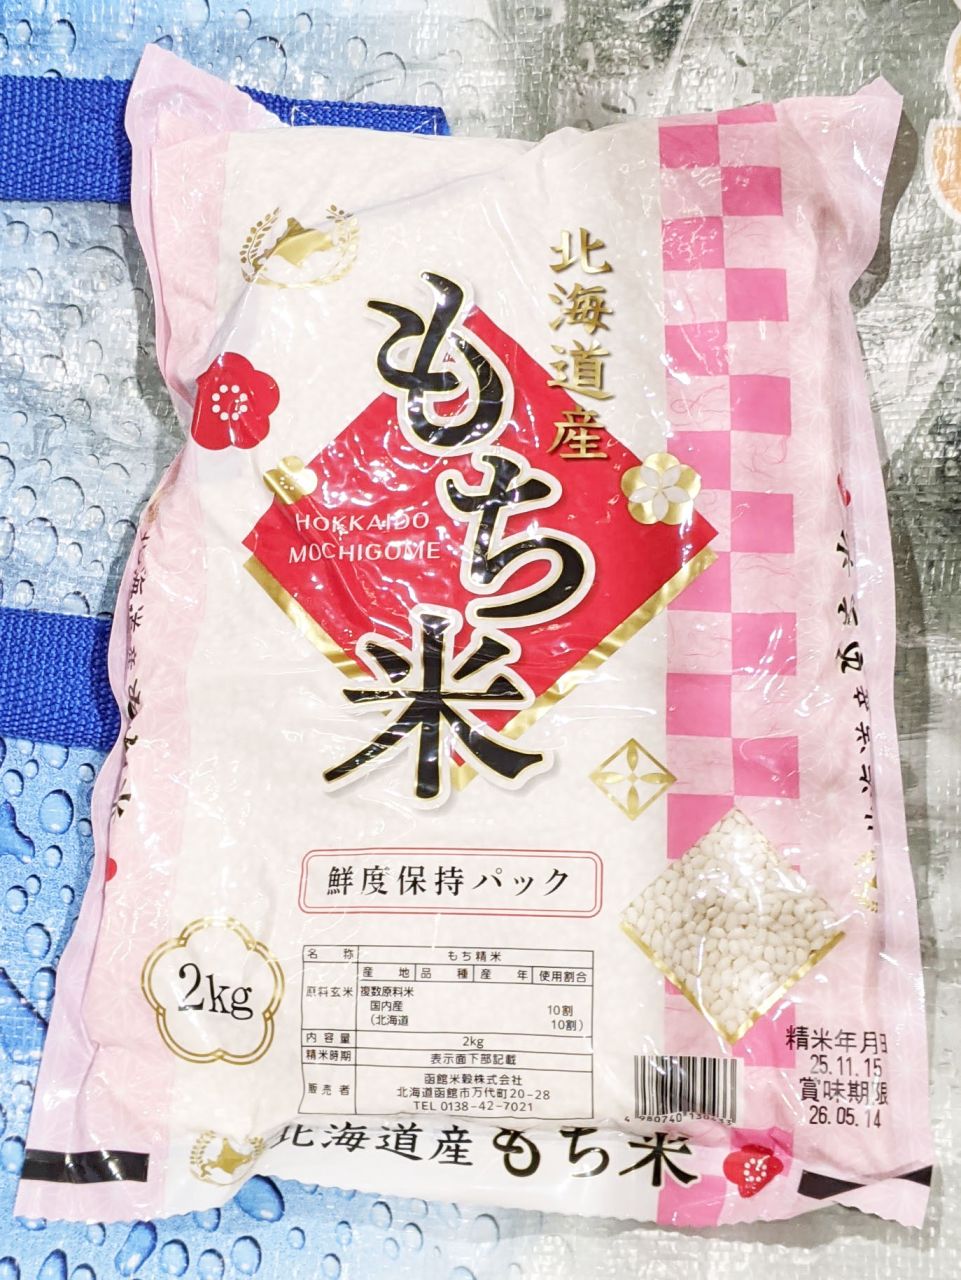 北海道産
もち米
HOKKAIDO
MOCHIGOME
鮮度保持パック
2kg
名 称 もち精米
原料玄米 産 地 品 種 産 年 使用割合
複数原料米
国内産 10割
(北海道 10割)
内容量 2kg
精米時期 表示面下部記載
販売者 函館米穀株式会社
北海道函館市万代町20-28
TEL 0138-42-7021
精米年月日
25.11.15
賞味期限
26.05.14
北海道産もち米